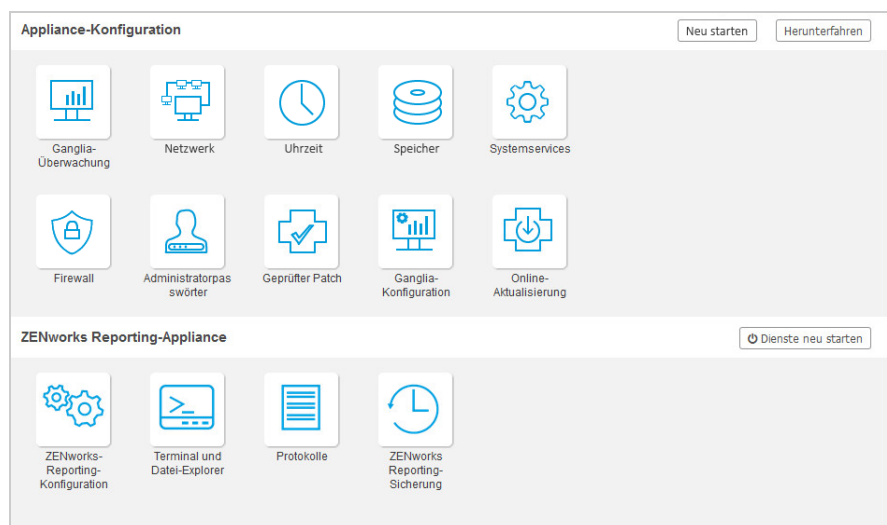 Appliance-Konfiguration
Neu starten
Herunterfahren
Ganglia-
Überwachung
Netzwerk
Uhrzeit
Speicher
Systemservices
Firewall
Administratorpas
swörter
Geprüfter Patch
Ganglia-
Konfiguration
Online-
Aktualisierung
ZENworks Reporting-Appliance
Dienste neu starten
ZENworks-
Reporting-
Konfiguration
Terminal und
Datei-Explorer
Protokolle
ZENworks
Reporting-
Sicherung